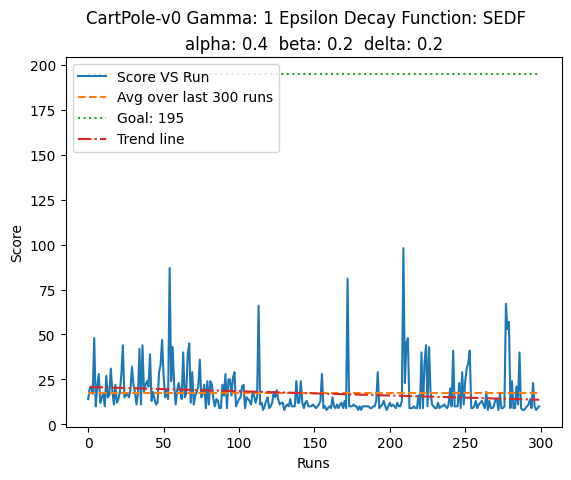 CartPole-v0 Gamma: 1 Epsilon Decay Function: SEDF
alpha: 0.4 beta: 0.2 delta: 0.2
Score VS Run
Avg over last 300 runs
Goal: 195
Trend line
200
175
150
125
100
75
50
25
0
Score
0 50 100 150 200 250 300
Runs